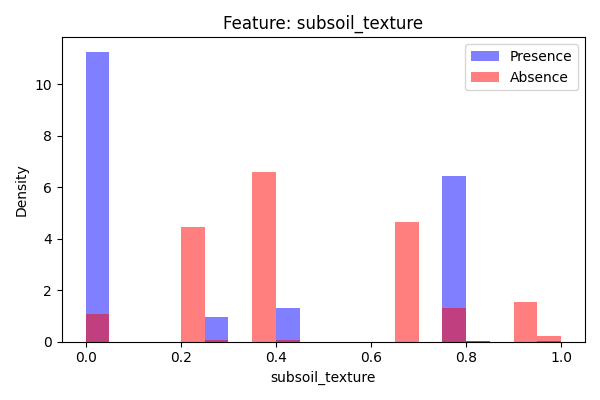 Feature: subsoil_texture
Presence
Absence
Density
10
8
6
4
2
0
0.0 0.2 0.4 0.6 0.8 1.0
subsoil_texture